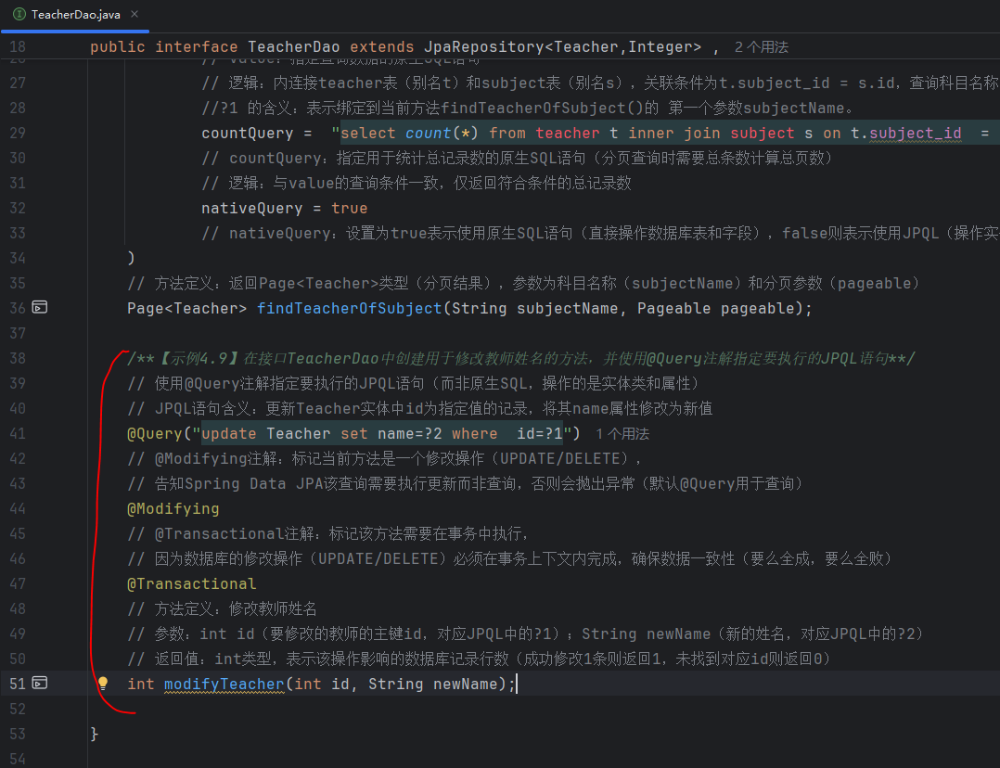 TeacherDao.java
18 public interface TeacherDao extends JpaRepository<Teacher,Integer> , 2 个用法
// value：指定查询数据的原生SQL语句
27 // 逻辑：内连接teacher表（别名t）和subject表（别名s），关联条件为t.subject_id = s.id，查询科目名称
28 //?1 的含义：表示绑定到当前方法findTeacherOfSubject()的 第一个参数subjectName。
29 countQuery = "select count(*) from teacher t inner join subject s on t.subject_id =
30 // countQuery：指定用于统计总记录数的原生SQL语句（分页查询时需要总条数计算总页数）
31 // 逻辑：与value的查询条件一致，仅返回符合条件的总记录数
32 nativeQuery = true
33 // nativeQuery：设置为true表示使用原生SQL语句（直接操作数据库表和字段），false则表示使用JPQL（操作实
34 )
35 // 方法定义：返回Page<Teacher>类型（分页结果），参数为科目名称（subjectName）和分页参数（pageable）
36 Page<Teacher> findTeacherOfSubject(String subjectName, Pageable pageable);
37
38 /**【示例4.9】在接口TeacherDao中创建用于修改教师姓名的方法，并使用@Query注解指定要执行的JPQL语句**/
39 // 使用@Query注解指定要执行的JPQL语句（而非原生SQL，操作的是实体类和属性）
40 // JPQL语句含义：更新Teacher实体中id为指定值的记录，将其name属性修改为新值
41 @Query("update Teacher set name=?2 where  id=?1") 1 个用法
42 // @Modifying注解：标记当前方法是一个修改操作（UPDATE/DELETE），
43 // 告知Spring Data JPA该查询需要执行更新而非查询，否则会抛出异常（默认@Query用于查询）
44 @Modifying
45 // @Transactional注解：标记该方法需要在事务中执行，
46 // 因为数据库的修改操作（UPDATE/DELETE）必须在事务上下文内完成，确保数据一致性（要么全成，要么全败）
47 @Transactional
48 // 方法定义：修改教师姓名
49 // 参数：int id（要修改的教师的主键id，对应JPQL中的?1）；String newName（新的姓名，对应JPQL中的?2）
50 // 返回值：int类型，表示该操作影响的数据库记录行数（成功修改1条则返回1，未找到对应id则返回0）
51 int modifyTeacher(int id, String newName);
52
53 }
54